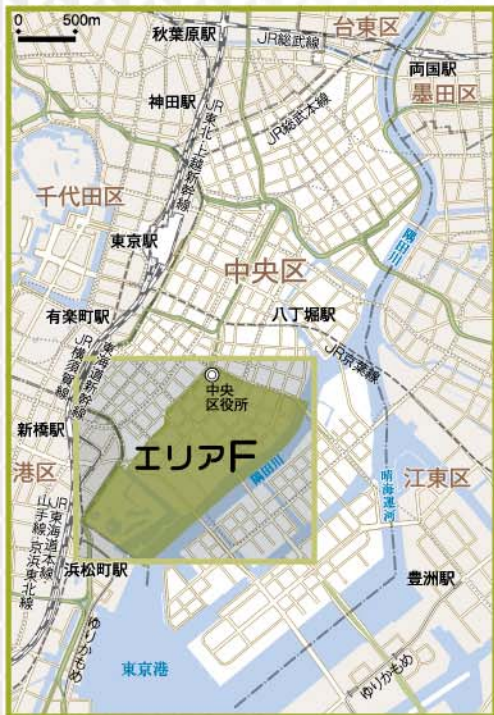 0 500m
秋葉原駅
JR総武線
台東区
両国駅
墨田区
神田駅
JR東北・上越新幹線
JR総武本線
千代田区
東京駅
隅田川
中央区
有楽町駅
八丁堀駅
JR京葉線
東海道新幹線
JR横須賀線
中央
区役所
新橋駅
エリアF
隅田川
港区
江東区
晴海運河
JR東海道本線・
山手線・京浜東北線
浜松町駅
豊洲駅
ゆりかもめ
東京港
ゆりかもめ